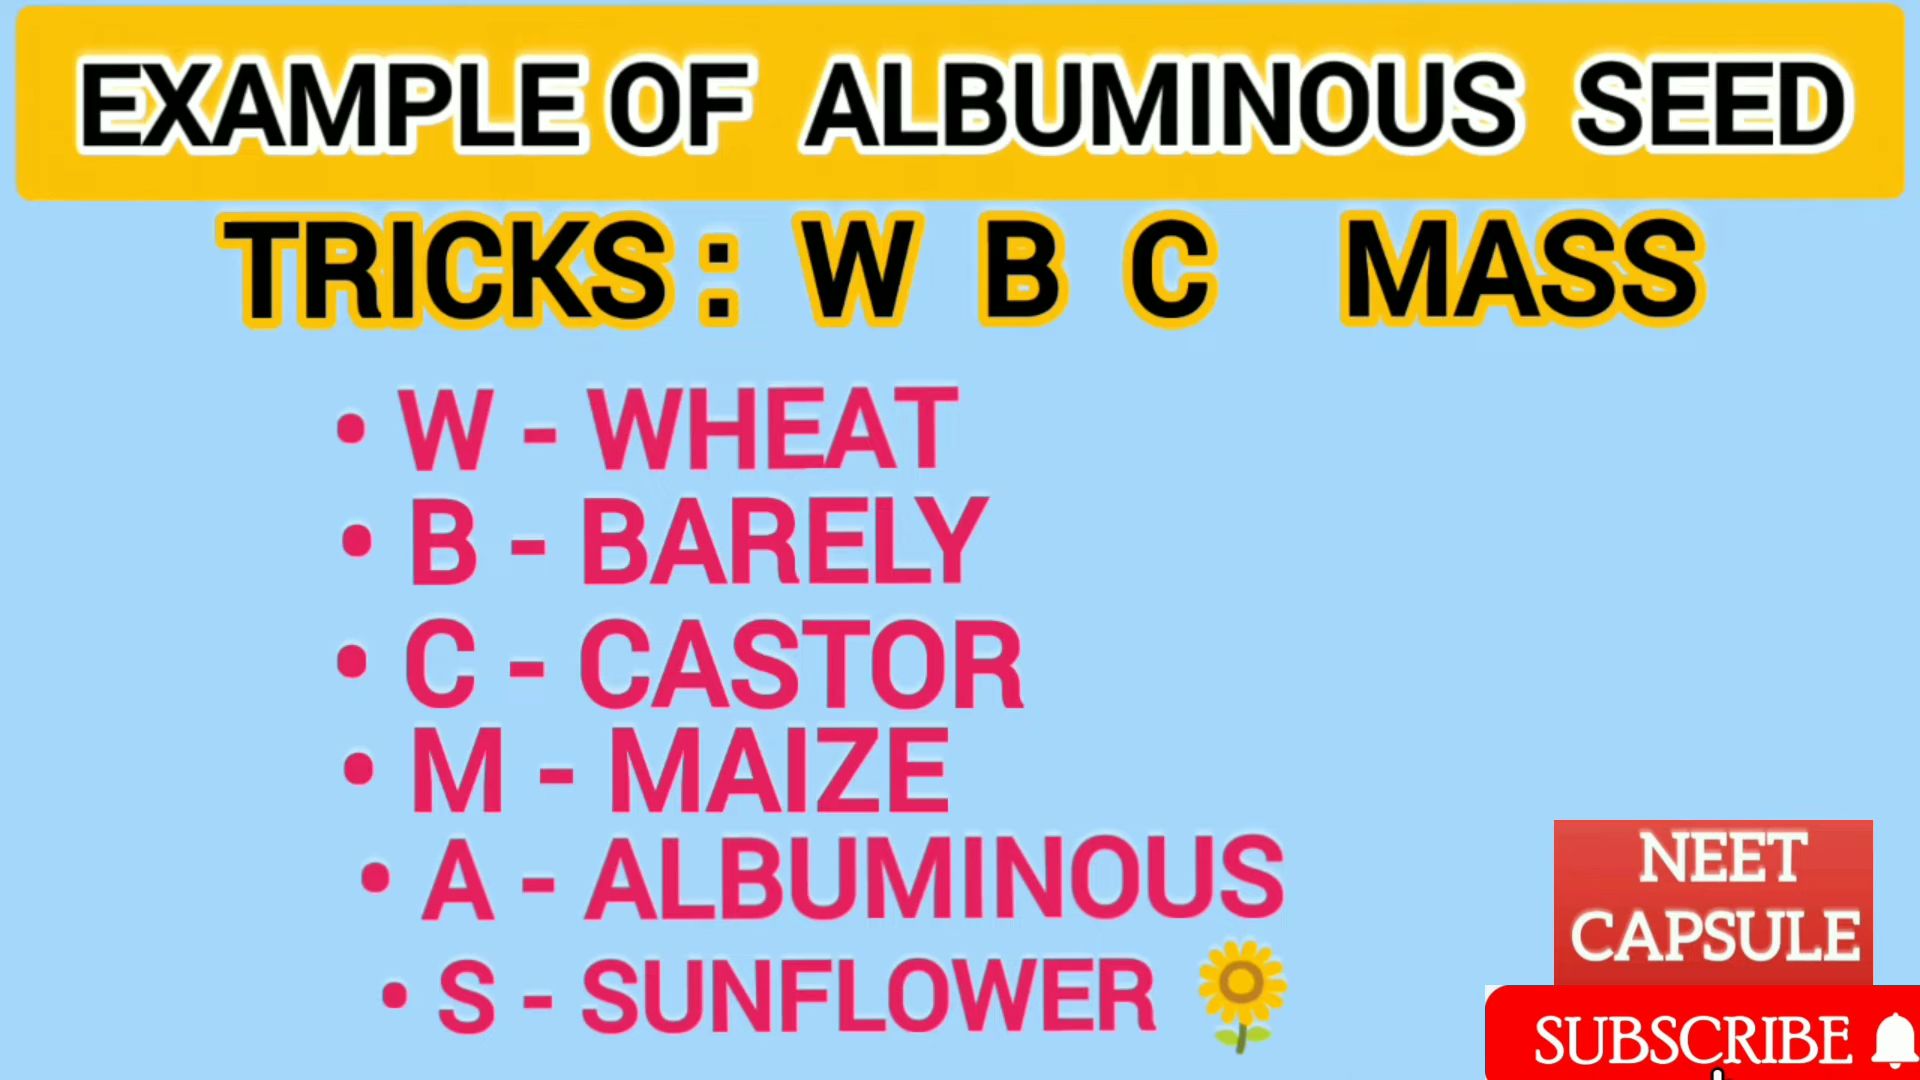 EXAMPLE OF ALBUMINOUS SEED
TRICKS : W B C MASS
• W - WHEAT
• B - BARELY
• C - CASTOR
• M - MAIZE
• A - ALBUMINOUS
• S - SUNFLOWER
NEET
CAPSULE
SUBSCRIBE